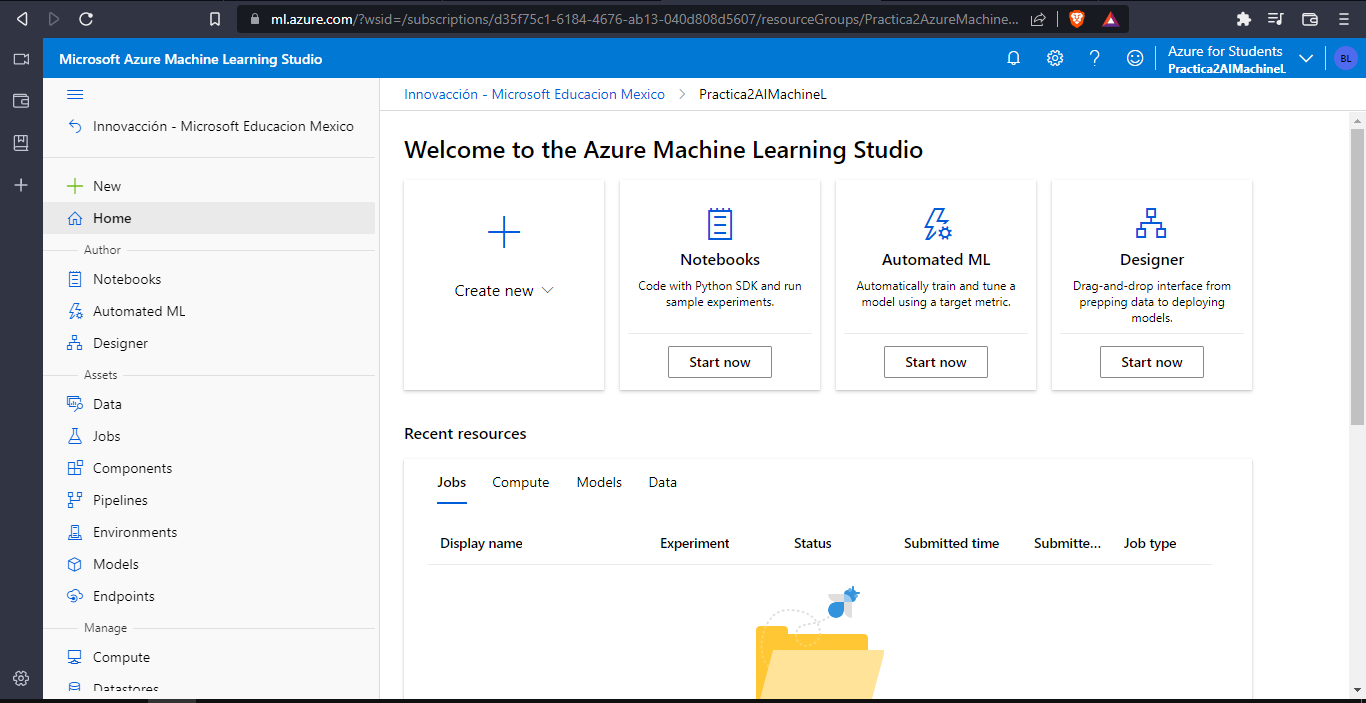 ml.azure.com/?wsid=/subscriptions/d35f75c1-6184-4676-ab13-040d808d5607/resourceGroups/Practica2AzureMachine...
Microsoft Azure Machine Learning Studio
Azure for Students
Practica2AIMachineL
BL
Innovacción - Microsoft Educacion Mexico
New
Home
Author
Notebooks
Automated ML
Designer
Assets
Data
Jobs
Components
Pipelines
Environments
Models
Endpoints
Manage
Compute
Datastores
Innovacción - Microsoft Educacion Mexico > Practica2AIMachineL
Welcome to the Azure Machine Learning Studio
Create new
Notebooks
Code with Python SDK and run
sample experiments.
Start now
Automated ML
Automatically train and tune a
model using a target metric.
Start now
Designer
Drag-and-drop interface from
prepping data to deploying
models.
Start now
Recent resources
Jobs Compute Models Data
Display name Experiment Status Submitted time Submitte... Job type